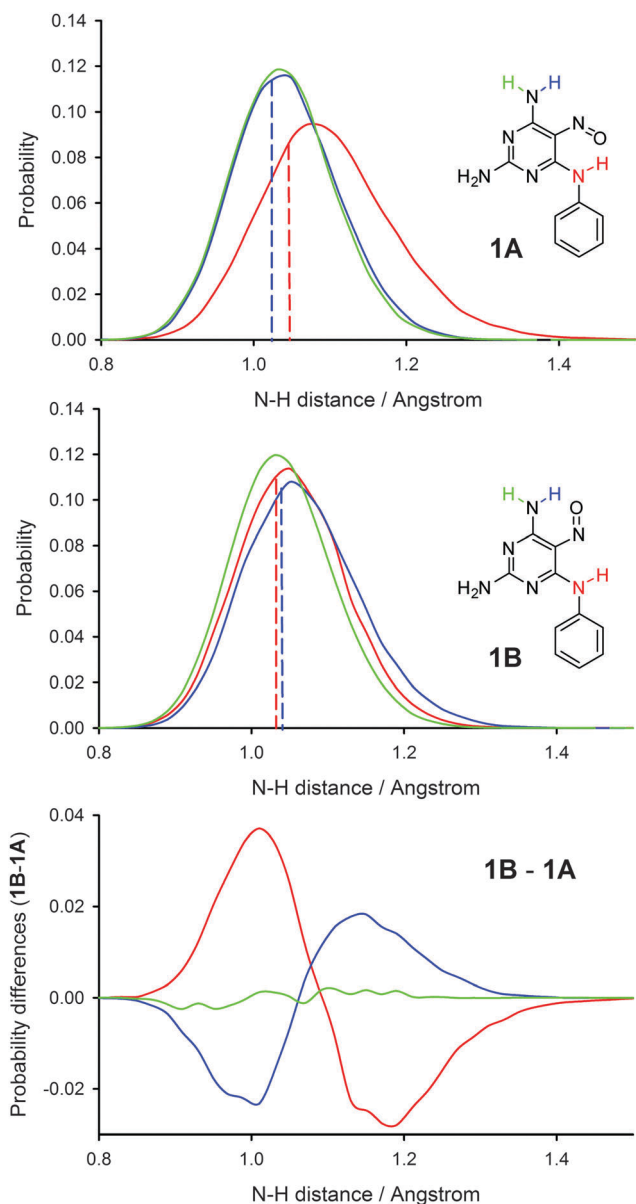 0.14
0.12
0.10
0.08
0.06
0.04
0.02
0.00
Probability
0.8
1.0
1.2
1.4
N-H distance / Angstrom
H
H
N
N
N
O
H2N
N
N
H
1A
0.14
0.12
0.10
0.08
0.06
0.04
0.02
0.00
Probability
0.8
1.0
1.2
1.4
N-H distance / Angstrom
H
H
O
N
N
N
H2N
N
N
H
1B
0.04
0.02
0.00
-0.02
Probability differences (1B-1A)
1B - 1A
0.8
1.0
1.2
1.4
N-H distance / Angstrom